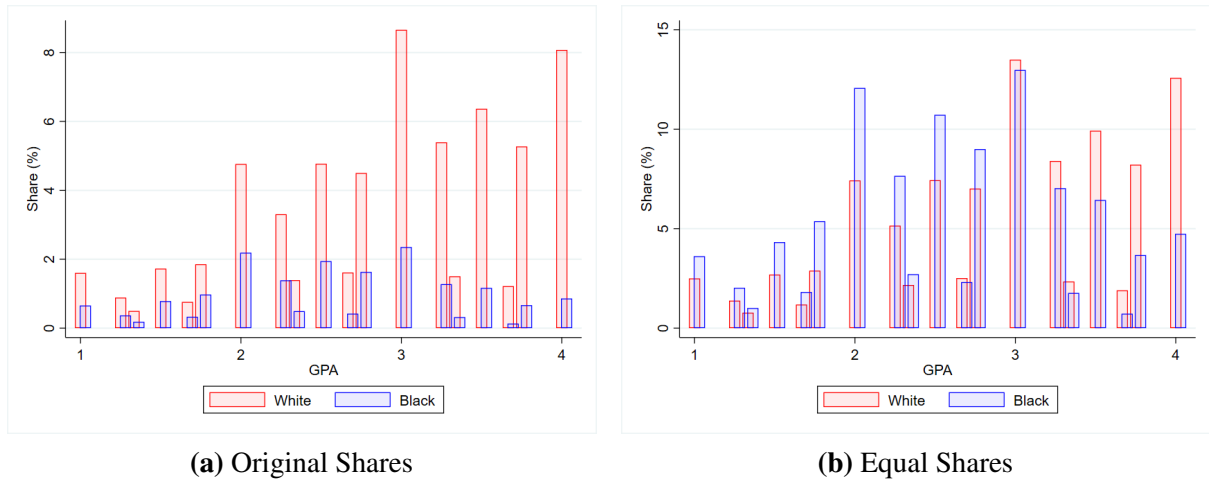 8
6
4
2
0
Share (%)
1 2 3 4
GPA
White Black
(a) Original Shares
15
10
5
0
Share (%)
1 2 3 4
GPA
White Black
(b) Equal Shares